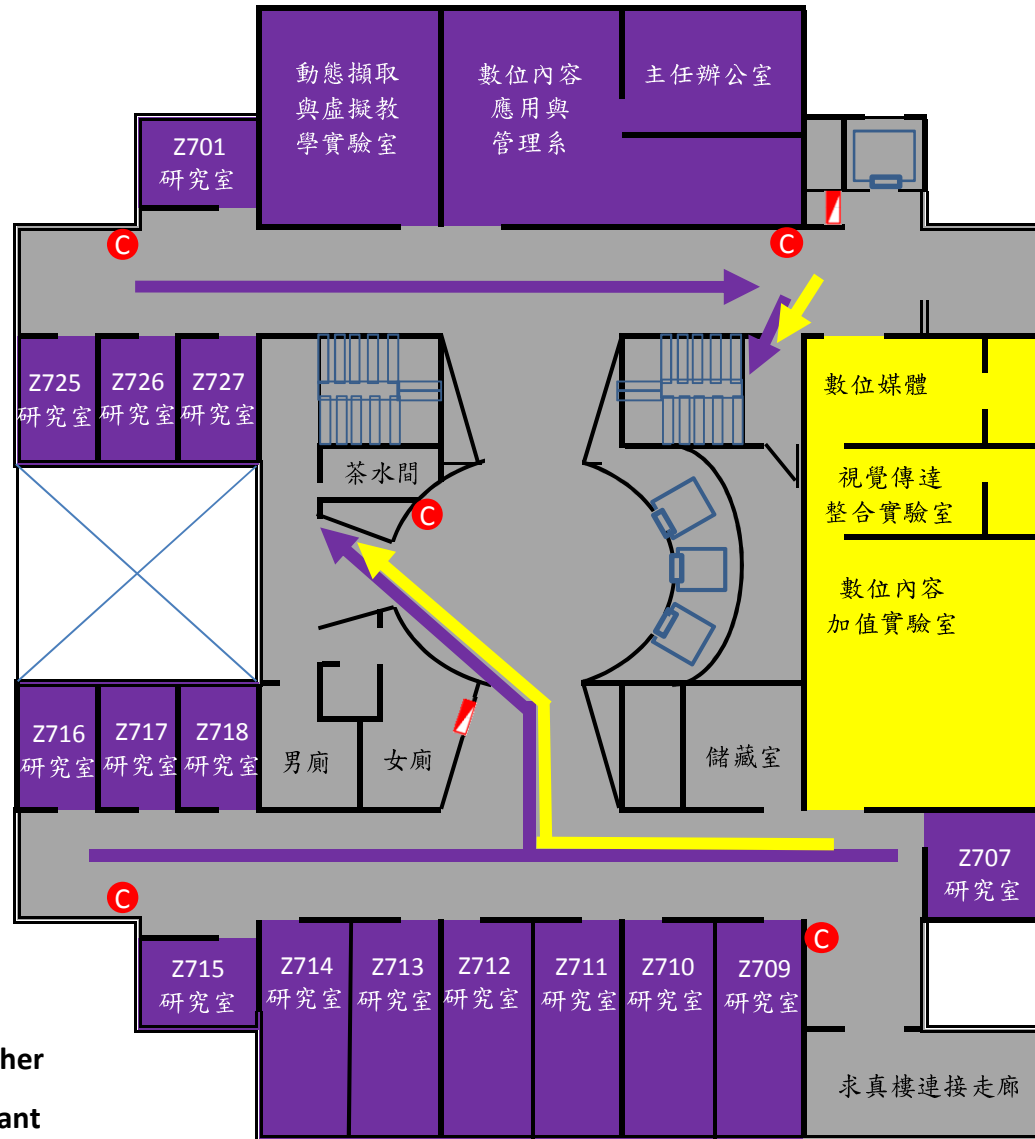 動態擷取
與虛擬教
學實驗室
數位內容
應用與
管理系
主任辦公室
Z701
研究室
C
C
Z725
研究室
Z726
研究室
Z727
研究室
數位媒體
茶水間
視覺傳達
整合實驗室
C
數位內容
加值實驗室
Z716
研究室
Z717
研究室
Z718
研究室
男廁
女廁
儲藏室
Z707
研究室
C
C
Z715
研究室
Z714
研究室
Z713
研究室
Z712
研究室
Z711
研究室
Z710
研究室
Z709
研究室
her
ant
求真樓連接走廊